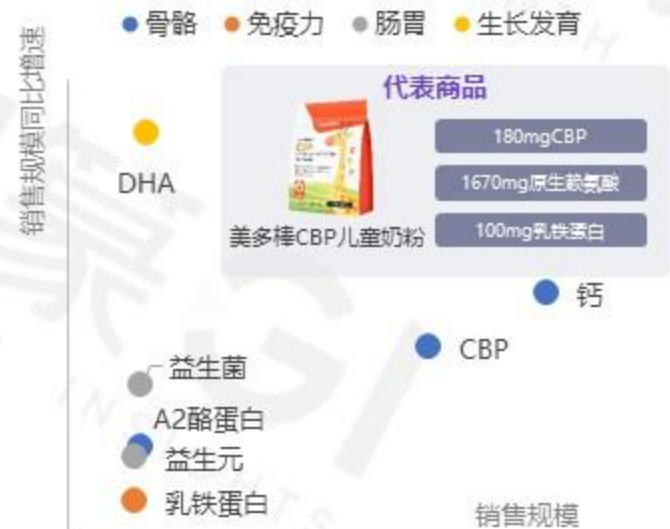 骨骼 免疫力 肠胃 生长发育
销售规模同比增速
代表商品
CBP
180mgCBP
1670mg原生赖氨酸
100mg乳铁蛋白
美多棒CBP儿童奶粉
DHA
钙
CBP
益生菌
A2酪蛋白
益生元
乳铁蛋白
销售规模